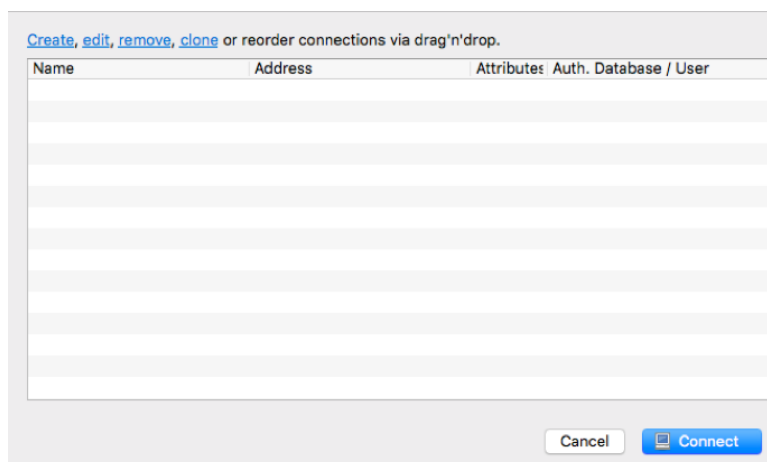 Create, edit, remove, clone or reorder connections via drag'n'drop.
Name Address Attributes Auth. Database / User
Cancel Connect